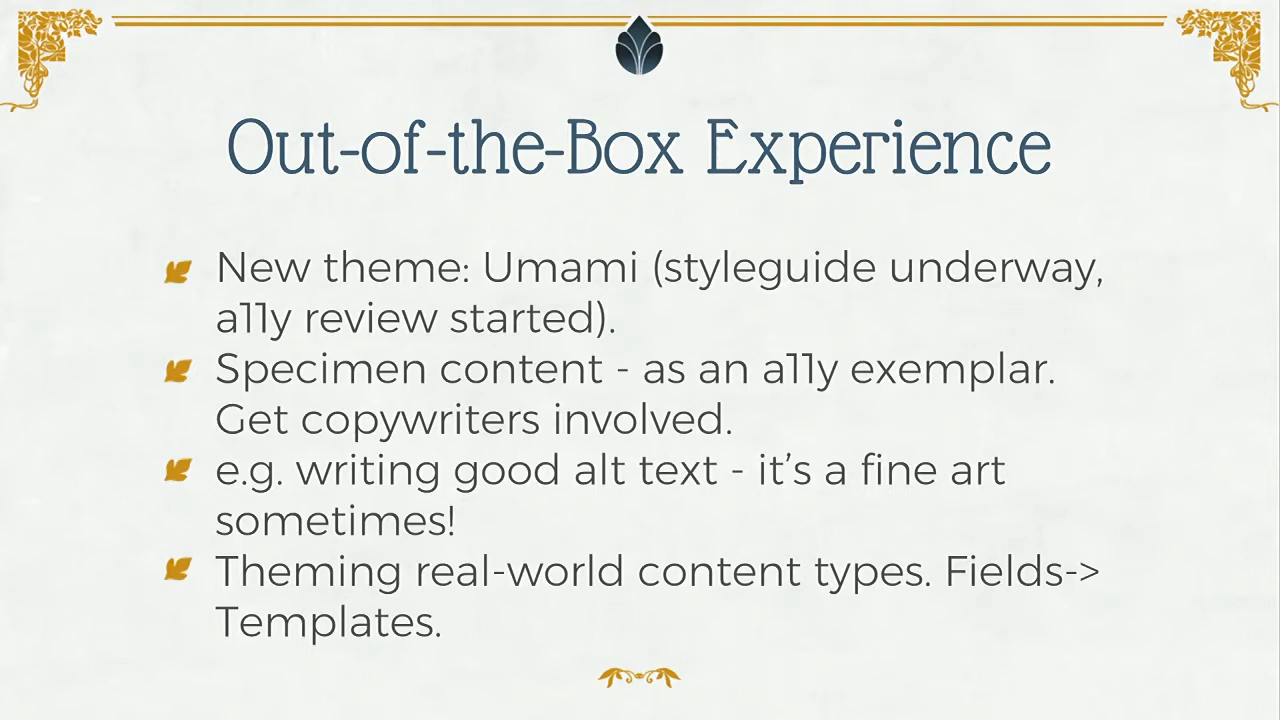 Out-of-the-Box Experience
New theme: Umami (styleguide underway,
a11y review started).
Specimen content - as an a11y exemplar.
Get copywriters involved.
e.g. writing good alt text - it’s a fine art
sometimes!
Theming real-world content types. Fields->
Templates.